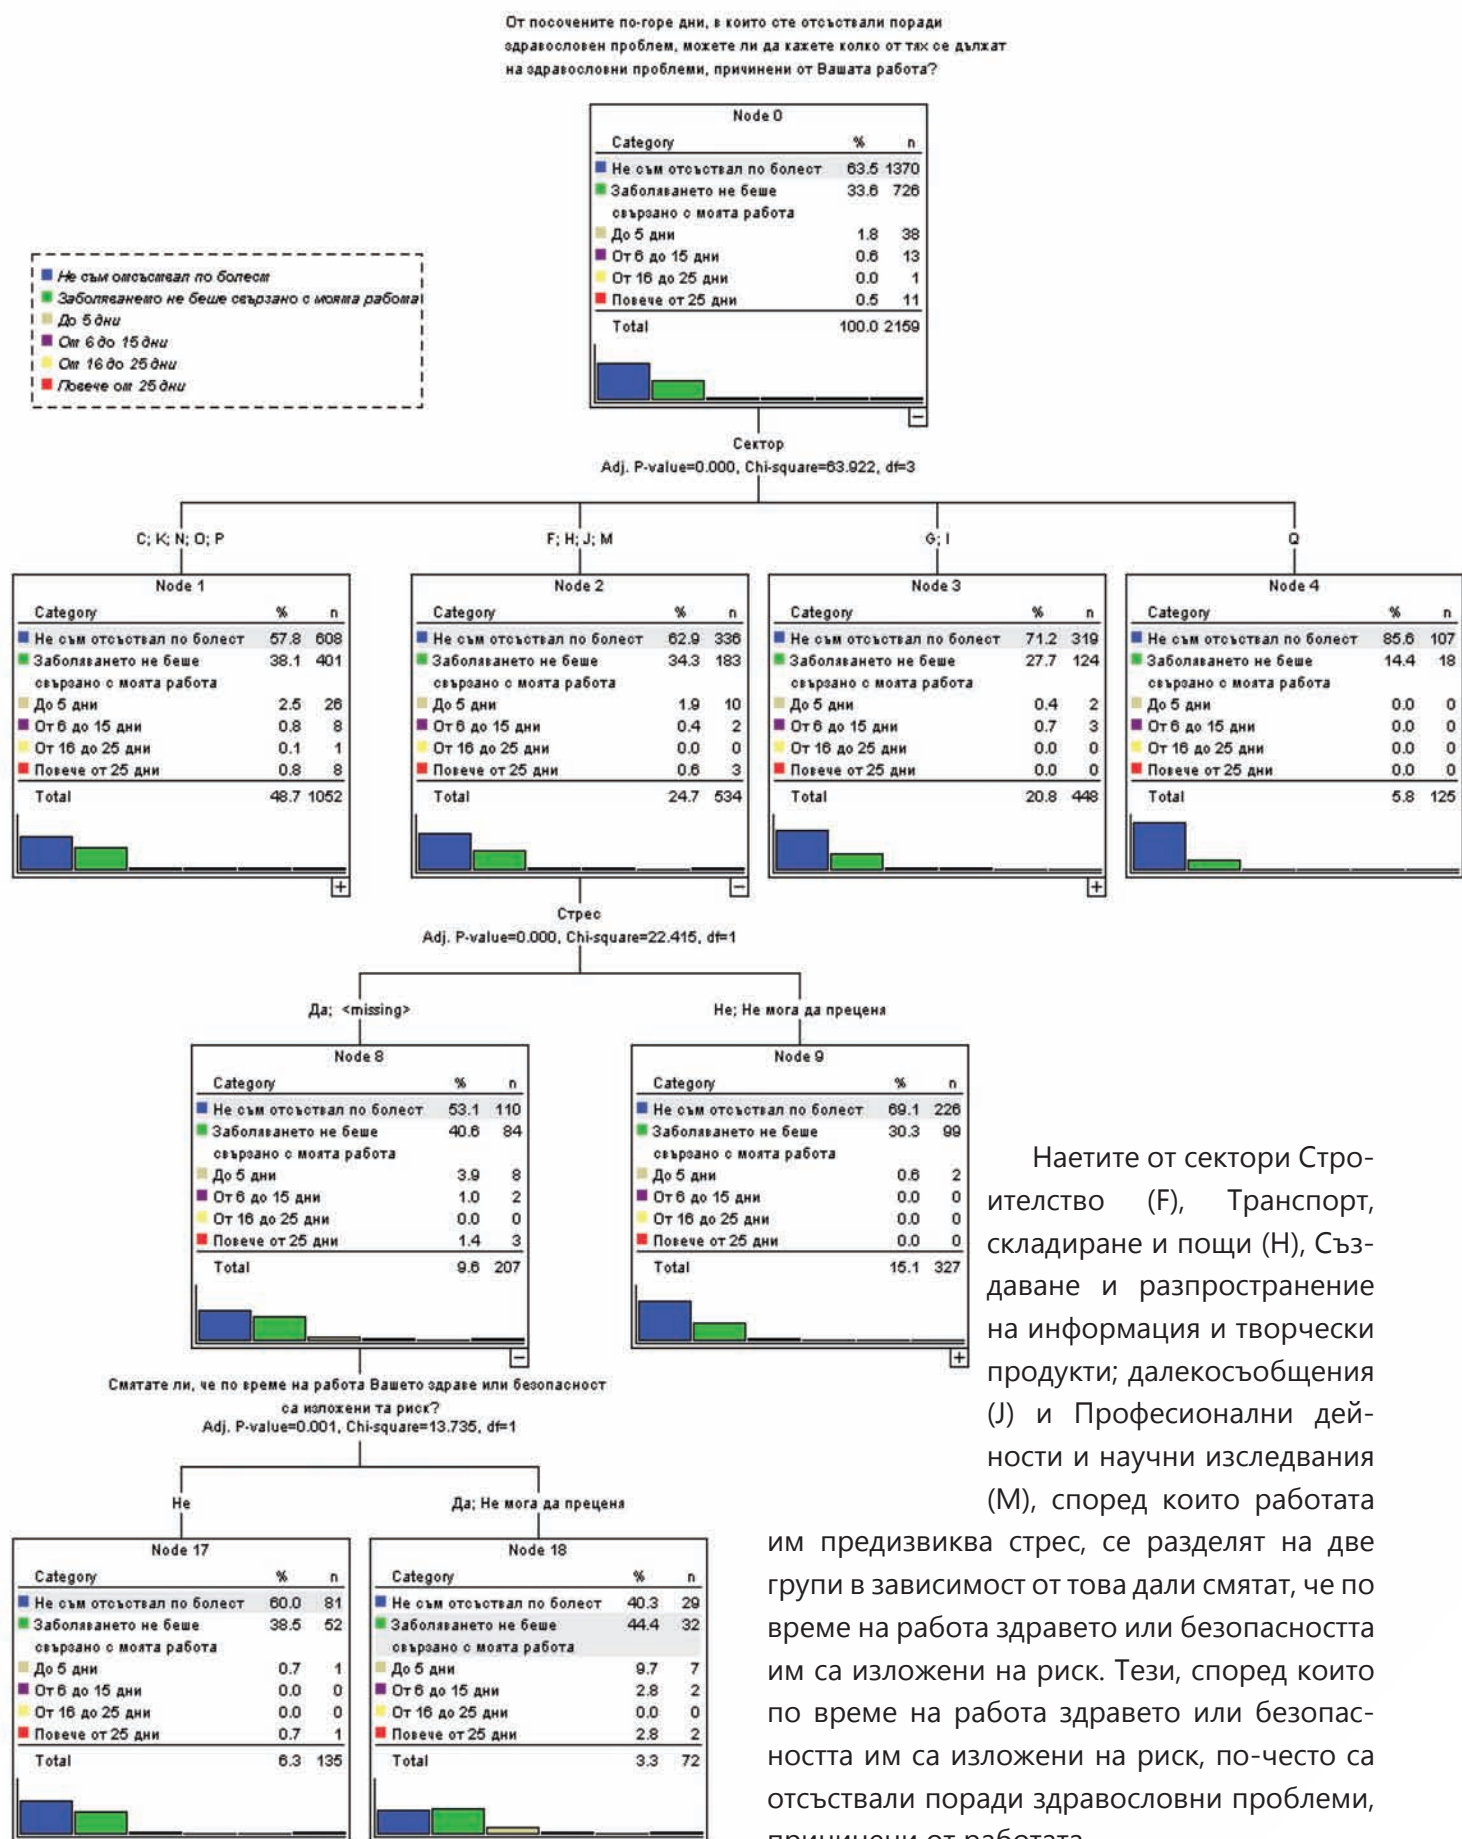 От посочените по-горе дни, в които сте отсъствали поради
здравословен проблем, можете ли да кажете колко от тях се дължат
на здравословни проблеми, причинени от Вашата работа?
Node 0
Category % n
Не съм отсъствал по болест 63.5 1370
Заболяването не беше 33.6 726
свързано с моята работа
До 5 дни 1.8 38
От 6 до 15 дни 0.6 13
От 16 до 25 дни 0.0 1
Повече от 25 дни 0.5 11
Total 100.0 2159
Не съм отсъствал по болест
Заболяването не беше свързано с моята работа
До 5 дни
От 6 до 15 дни
От 16 до 25 дни
Повече от 25 дни
Сектор
Adj. P-value=0.000, Chi-square=63.922, df=3
C; K; N; O; P
F; H; J; M
G; I
Q
Node 1
Category % n
Не съм отсъствал по болест 57.8 608
Заболяването не беше 38.1 401
свързано с моята работа
До 5 дни 2.5 26
От 6 до 15 дни 0.8 8
От 16 до 25 дни 0.1 1
Повече от 25 дни 0.8 8
Total 48.7 1052
Node 2
Category % n
Не съм отсъствал по болест 62.9 336
Заболяването не беше 34.3 183
свързано с моята работа
До 5 дни 1.9 10
От 6 до 15 дни 0.4 2
От 16 до 25 дни 0.0 0
Повече от 25 дни 0.6 3
Total 24.7 534
Node 3
Category % n
Не съм отсъствал по болест 71.2 319
Заболяването не беше 27.7 124
свързано с моята работа
До 5 дни 0.4 2
От 6 до 15 дни 0.7 3
От 16 до 25 дни 0.0 0
Повече от 25 дни 0.0 0
Total 20.8 448
Node 4
Category % n
Не съм отсъствал по болест 85.6 107
Заболяването не беше 14.4 18
свързано с моята работа
До 5 дни 0.0 0
От 6 до 15 дни 0.0 0
От 16 до 25 дни 0.0 0
Повече от 25 дни 0.0 0
Total 5.8 125
Стрес
Adj. P-value=0.000, Chi-square=22.415, df=1
Да; <missing>
Не; Не мога да преценя
Node 8
Category % n
Не съм отсъствал по болест 53.1 110
Заболяването не беше 40.6 84
свързано с моята работа
До 5 дни 3.9 8
От 6 до 15 дни 1.0 2
От 16 до 25 дни 0.0 0
Повече от 25 дни 1.4 3
Total 9.6 207
Node 9
Category % n
Не съм отсъствал по болест 69.1 226
Заболяването не беше 30.3 99
свързано с моята работа
До 5 дни 0.6 2
От 6 до 15 дни 0.0 0
От 16 до 25 дни 0.0 0
Повече от 25 дни 0.0 0
Total 15.1 327
Смятате ли, че по време на работа Вашето здраве или безопасност
са изложени та риск?
Adj. P-value=0.001, Chi-square=13.735, df=1
Не
Да; Не мога да преценя
Node 17
Category % n
Не съм отсъствал по болест 60.0 81
Заболяването не беше 38.5 52
свързано с моята работа
До 5 дни 0.7 1
От 6 до 15 дни 0.0 0
От 16 до 25 дни 0.0 0
Повече от 25 дни 0.7 1
Total 6.3 135
Node 18
Category % n
Не съм отсъствал по болест 40.3 29
Заболяването не беше 44.4 32
свързано с моята работа
До 5 дни 9.7 7
От 6 до 15 дни 2.8 2
От 16 до 25 дни 0.0 0
Повече от 25 дни 2.8 2
Total 3.3 72
Наетите от сектори Стро-
ителство (F), Транспорт,
складиране и пощи (H), Съз-
даване и разпространение
на информация и творчески
продукти; далекосъобщения
(J) и Професионални дей-
ности и научни изследвания
(M), според които работата
им предизвиква стрес, се разделят на две
групи в зависимост от това дали смятат, че по
време на работа здравето или безопасността
им са изложени на риск. Тези, според които
по време на работа здравето или безопас-
ността им са изложени на риск, по-често са
отсъствали поради здравословни проблеми,
причинени от работата.